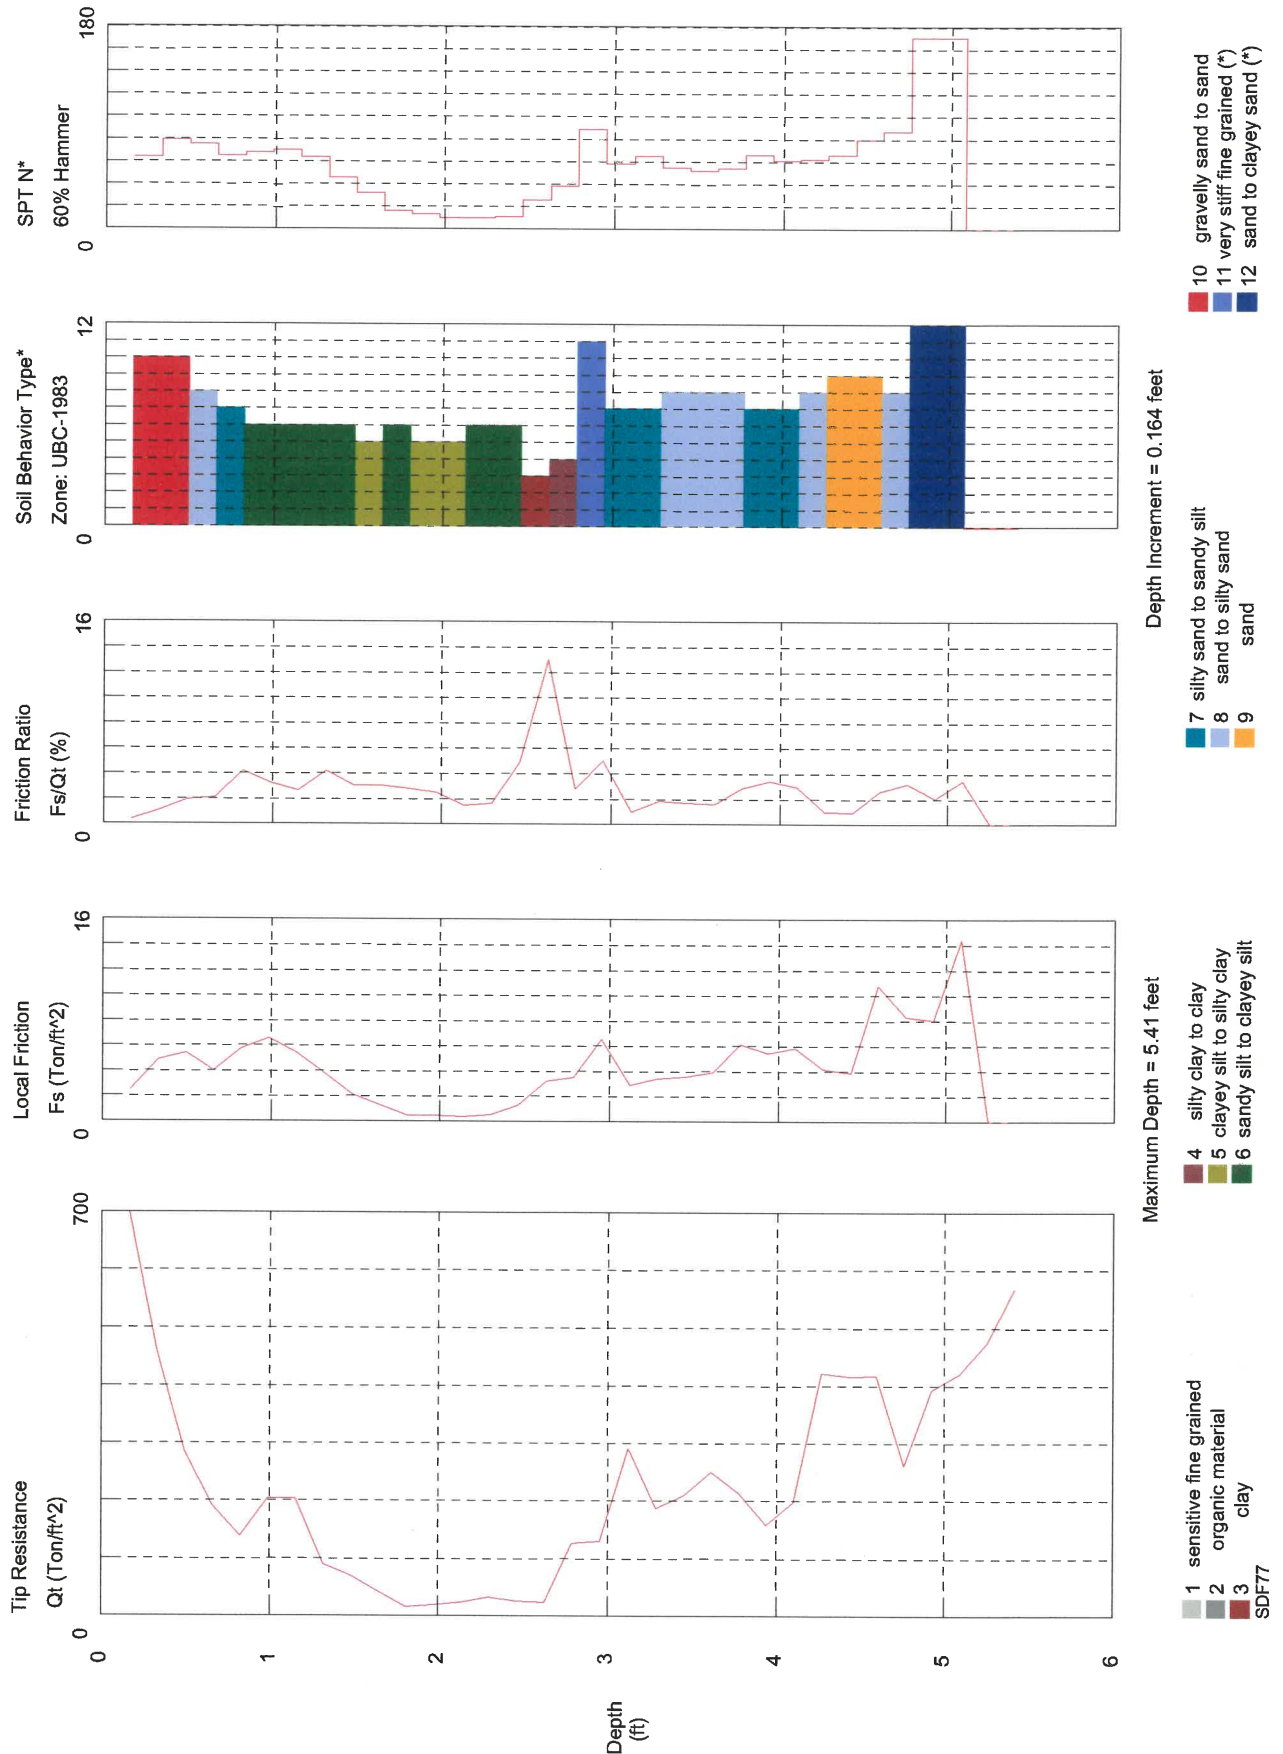 Tip Resistance
Qt (Ton/ft^2)
0
700
Local Friction
Fs (Ton/ft^2)
0
16
Friction Ratio
Fs/Qt (%)
0
16
Soil Behavior Type*
Zone: UBC-1983
0
12
SPT N*
60% Hammer
0
180
0
1
2
3
4
5
6
Depth
(ft)
Maximum Depth = 5.41 feet
Depth Increment = 0.164 feet
1 sensitive fine grained
2 organic material
3 clay
4 silty clay to clay
5 clayey silt to silty clay
6 sandy silt to clayey silt
7 silty sand to sandy silt
8 sand to silty sand
9 sand
10 gravelly sand to sand
11 very stiff fine grained (*)
12 sand to clayey sand (*)
SDF77